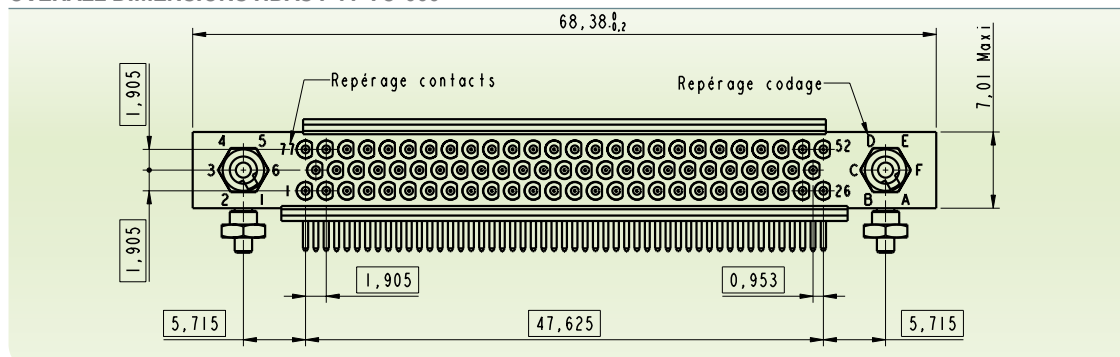 68,38 0 -0,2
7,01 Maxi
1,905
Repérage contacts
Repérage codage
4 5
77
52
D E
3 6
C F
1
26
2 1
B A
1,905
1,905
0,953
5,715
47,625
5,715